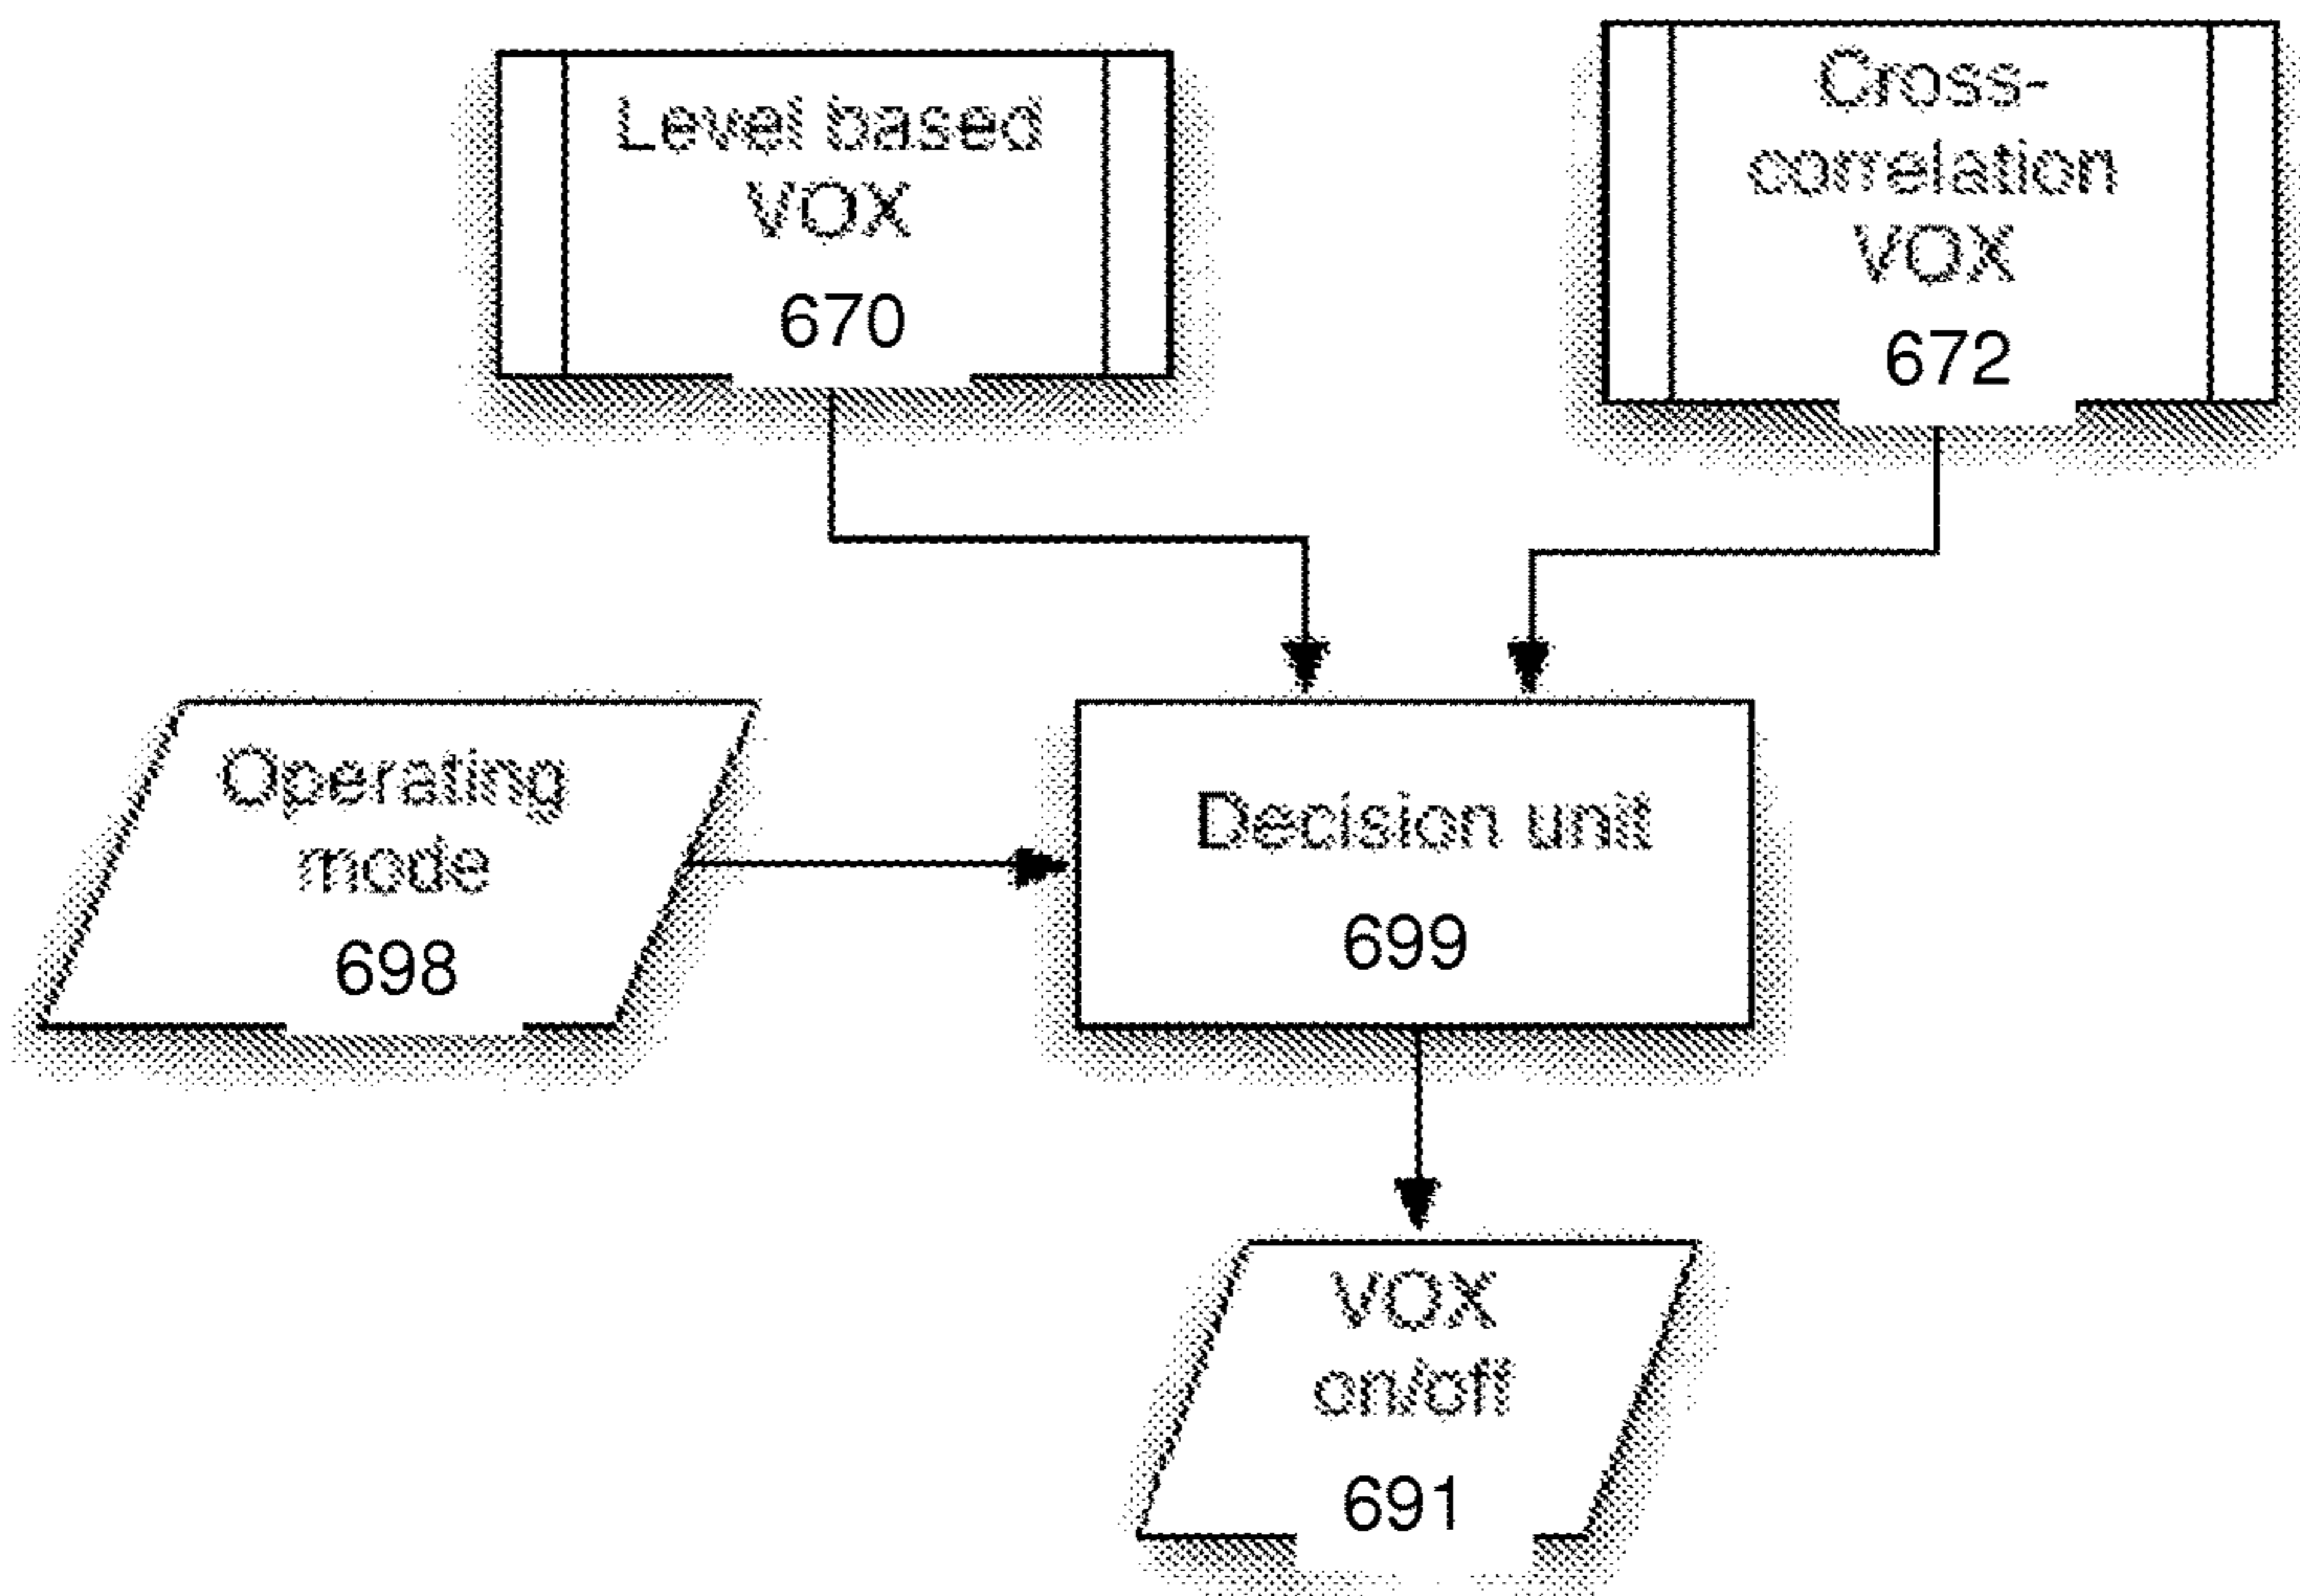 Level based
VOX
670
Cross-
correlation
VOX
672
Operating
mode
698
Decision unit
699
VOX
on/off
691